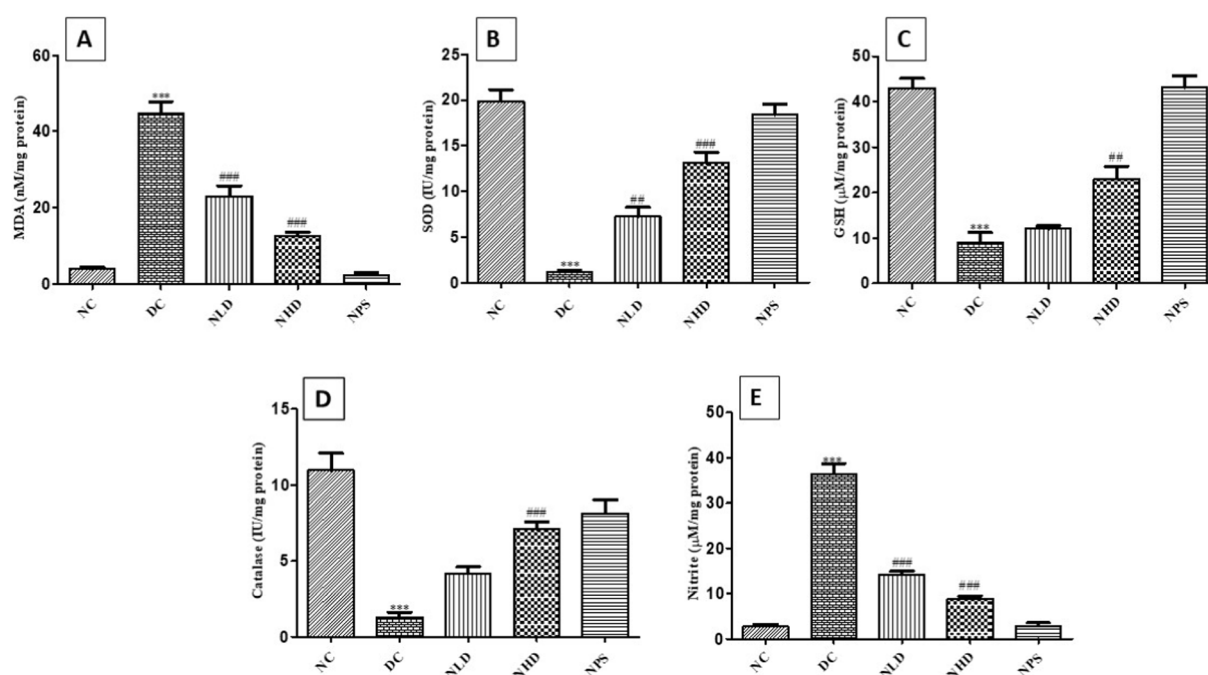 A
MDA (nM/mg protein)
60
40
20
0
***
###
###
NC
DC
NLD
NHD
NPS
B
SOD (IU/mg protein)
25
20
15
10
5
0
***
##
###
NC
DC
NLD
NHD
NPS
C
GSH (μM/mg protein)
50
40
30
20
10
0
***
##
NC
DC
NLD
NHD
NPS
D
Catalase (IU/mg protein)
15
10
5
0
***
###
NC
DC
NLD
NHD
NPS
E
Nitrite (μM/mg protein)
50
40
30
20
10
0
***
###
###
NC
DC
NLD
NHD
NPS